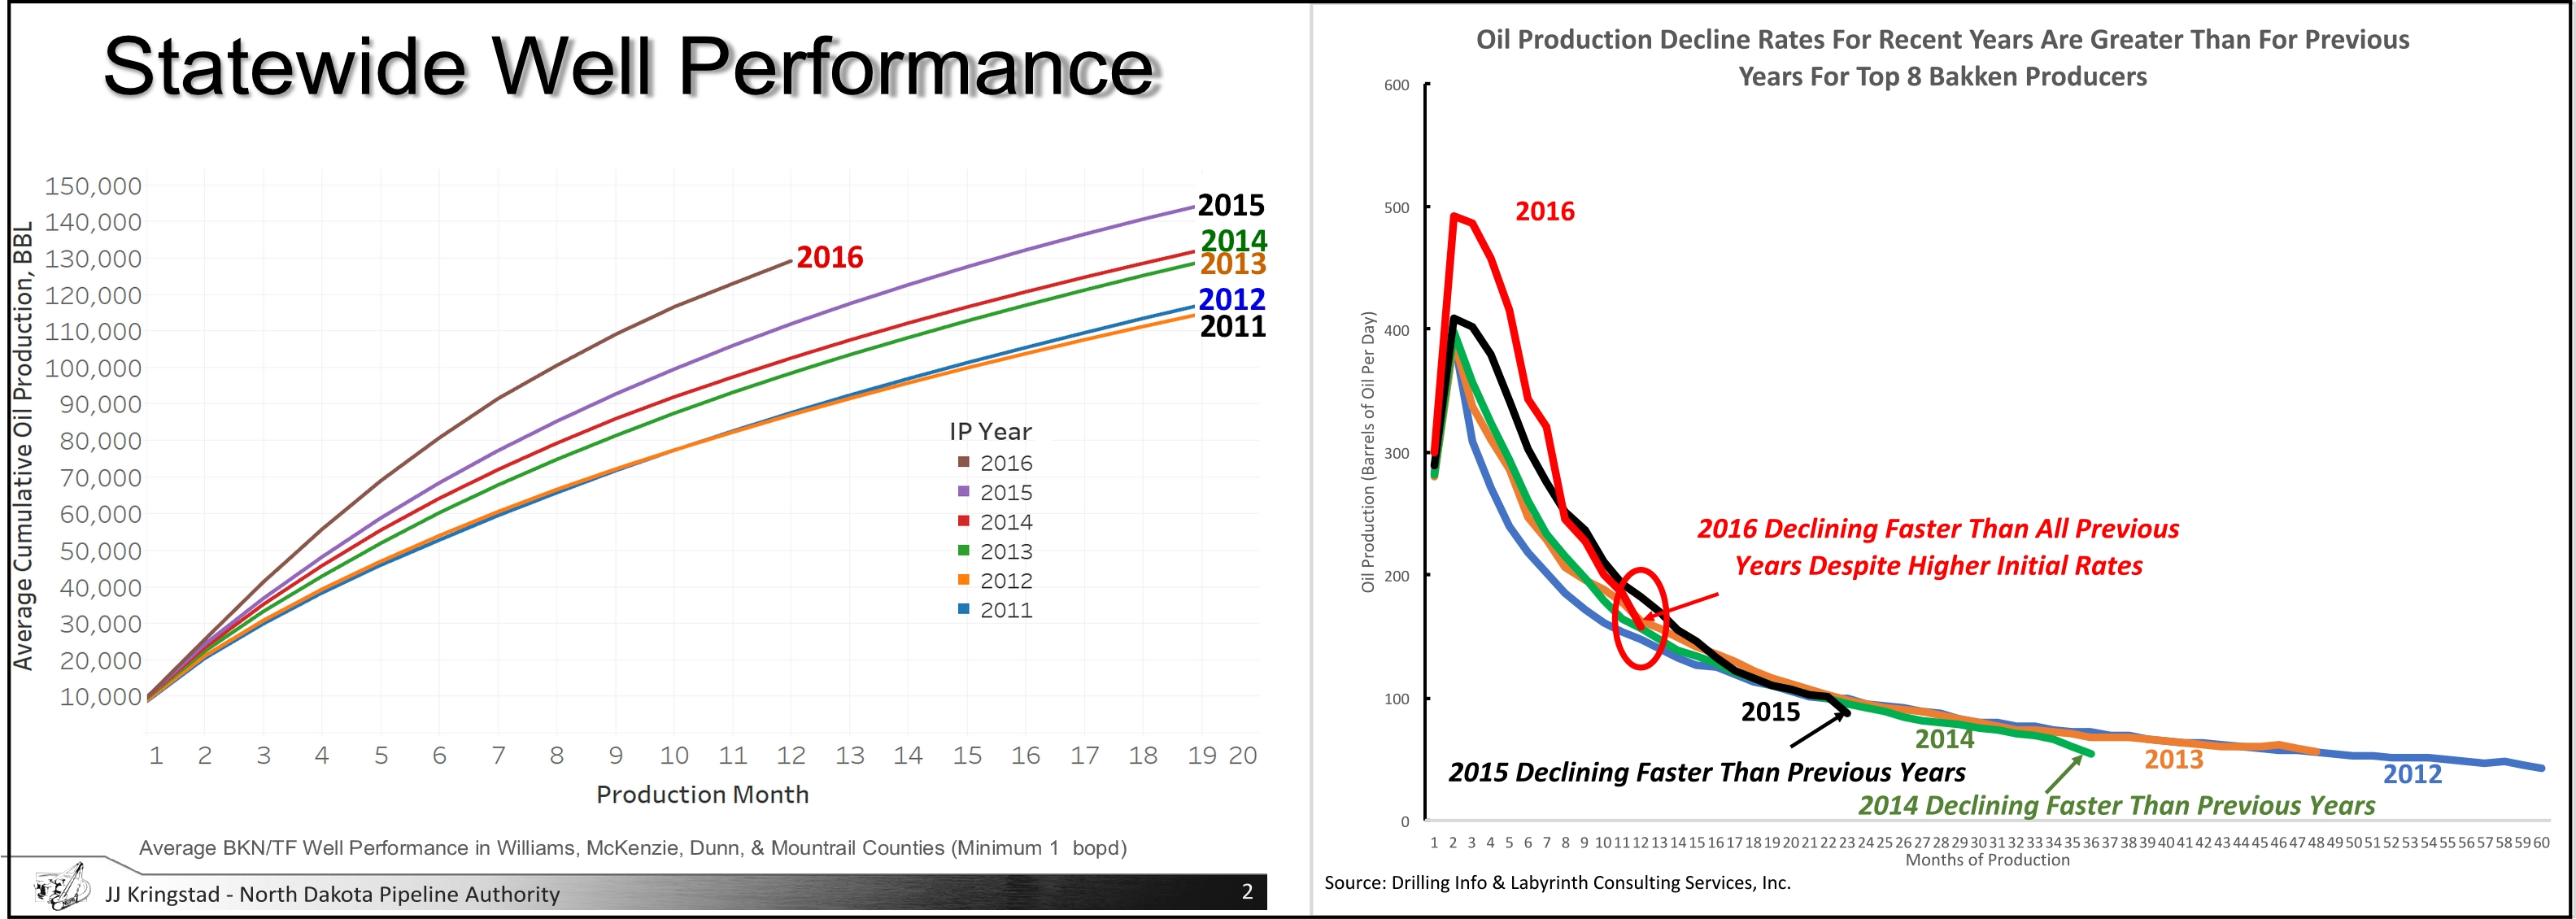 Statewide Well Performance
150,000
140,000
130,000
120,000
110,000
100,000
90,000
80,000
70,000
60,000
50,000
40,000
30,000
20,000
10,000
Average Cumulative Oil Production, BBL
2015
2014
2013
2012
2011
2016
IP Year
2016
2015
2014
2013
2012
2011
1 2 3 4 5 6 7 8 9 10 11 12 13 14 15 16 17 18 19 20
Production Month
Average BKN/TF Well Performance in Williams, McKenzie, Dunn, & Mountrail Counties (Minimum 1 bopd)
JJ Kringstad - North Dakota Pipeline Authority
2
Oil Production Decline Rates For Recent Years Are Greater Than For Previous
Years For Top 8 Bakken Producers
600
500
400
300
200
100
0
Oil Production (Barrels of Oil Per Day)
2016
2016 Declining Faster Than All Previous
Years Despite Higher Initial Rates
2015
2014
2013
2012
2015 Declining Faster Than Previous Years
2014 Declining Faster Than Previous Years
1 2 3 4 5 6 7 8 9 10 11 12 13 14 15 16 17 18 19 20 21 22 23 24 25 26 27 28 29 30 31 32 33 34 35 36 37 38 39 40 41 42 43 44 45 46 47 48 49 50 51 52 53 54 55 56 57 58 59 60
Months of Production
Source: Drilling Info & Labyrinth Consulting Services, Inc.